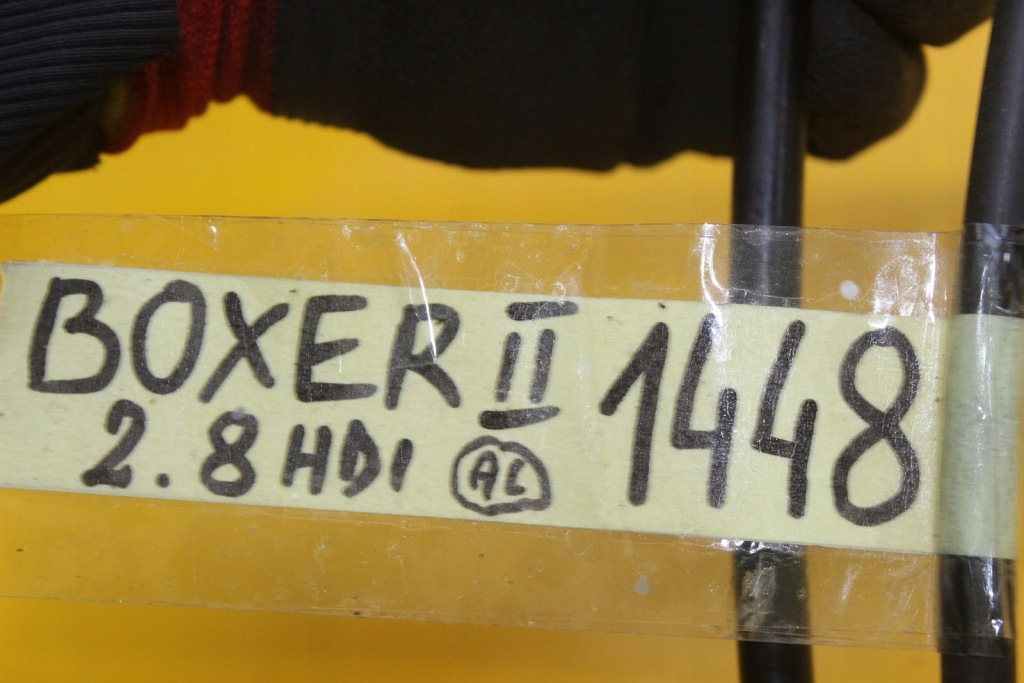 BOXER II 1448
2.8 HDI AL